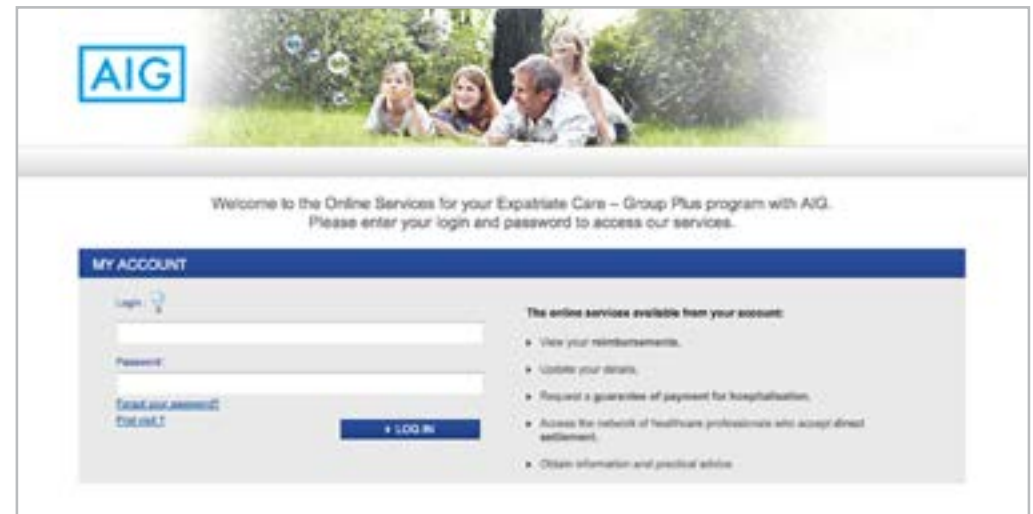 AIG
Welcome to the Online Services for your Expatriate Care – Group Plus program with AIG.
Please enter your login and password to access our services.
MY ACCOUNT
Login :
Password:
Forgot your password?
First visit ?
LOG IN
The online services available from your account:
View your reimbursements.
Update your details.
Request a guarantee of payment for hospitalisation.
Access the network of healthcare professionals who accept direct
settlement.
Obtain information and practical advice